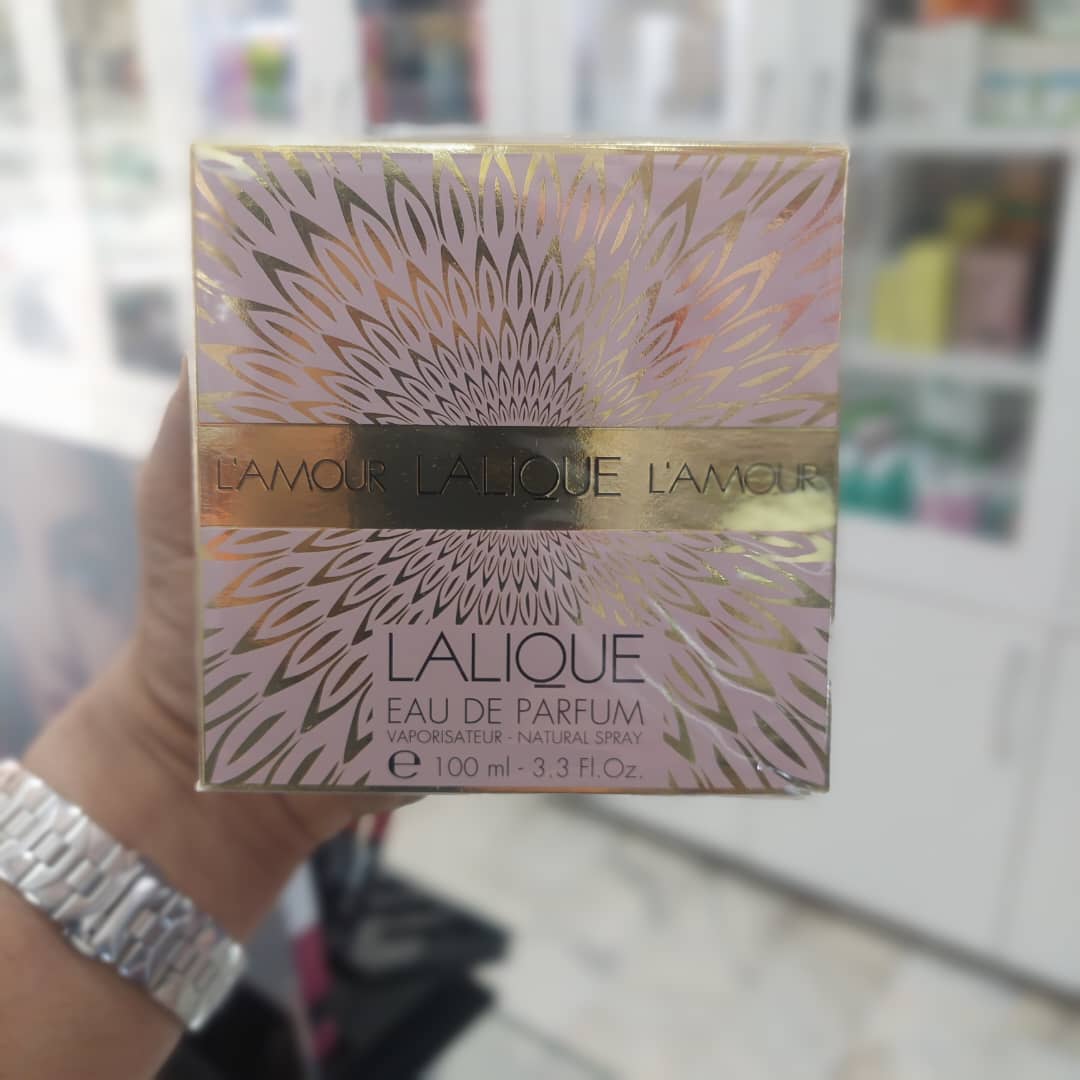 L'AMOUR LALIQUE L'AMOUR
LALIQUE
EAU DE PARFUM
VAPORISATEUR - NATURAL SPRAY
e 100 ml - 3.3 Fl.Oz.